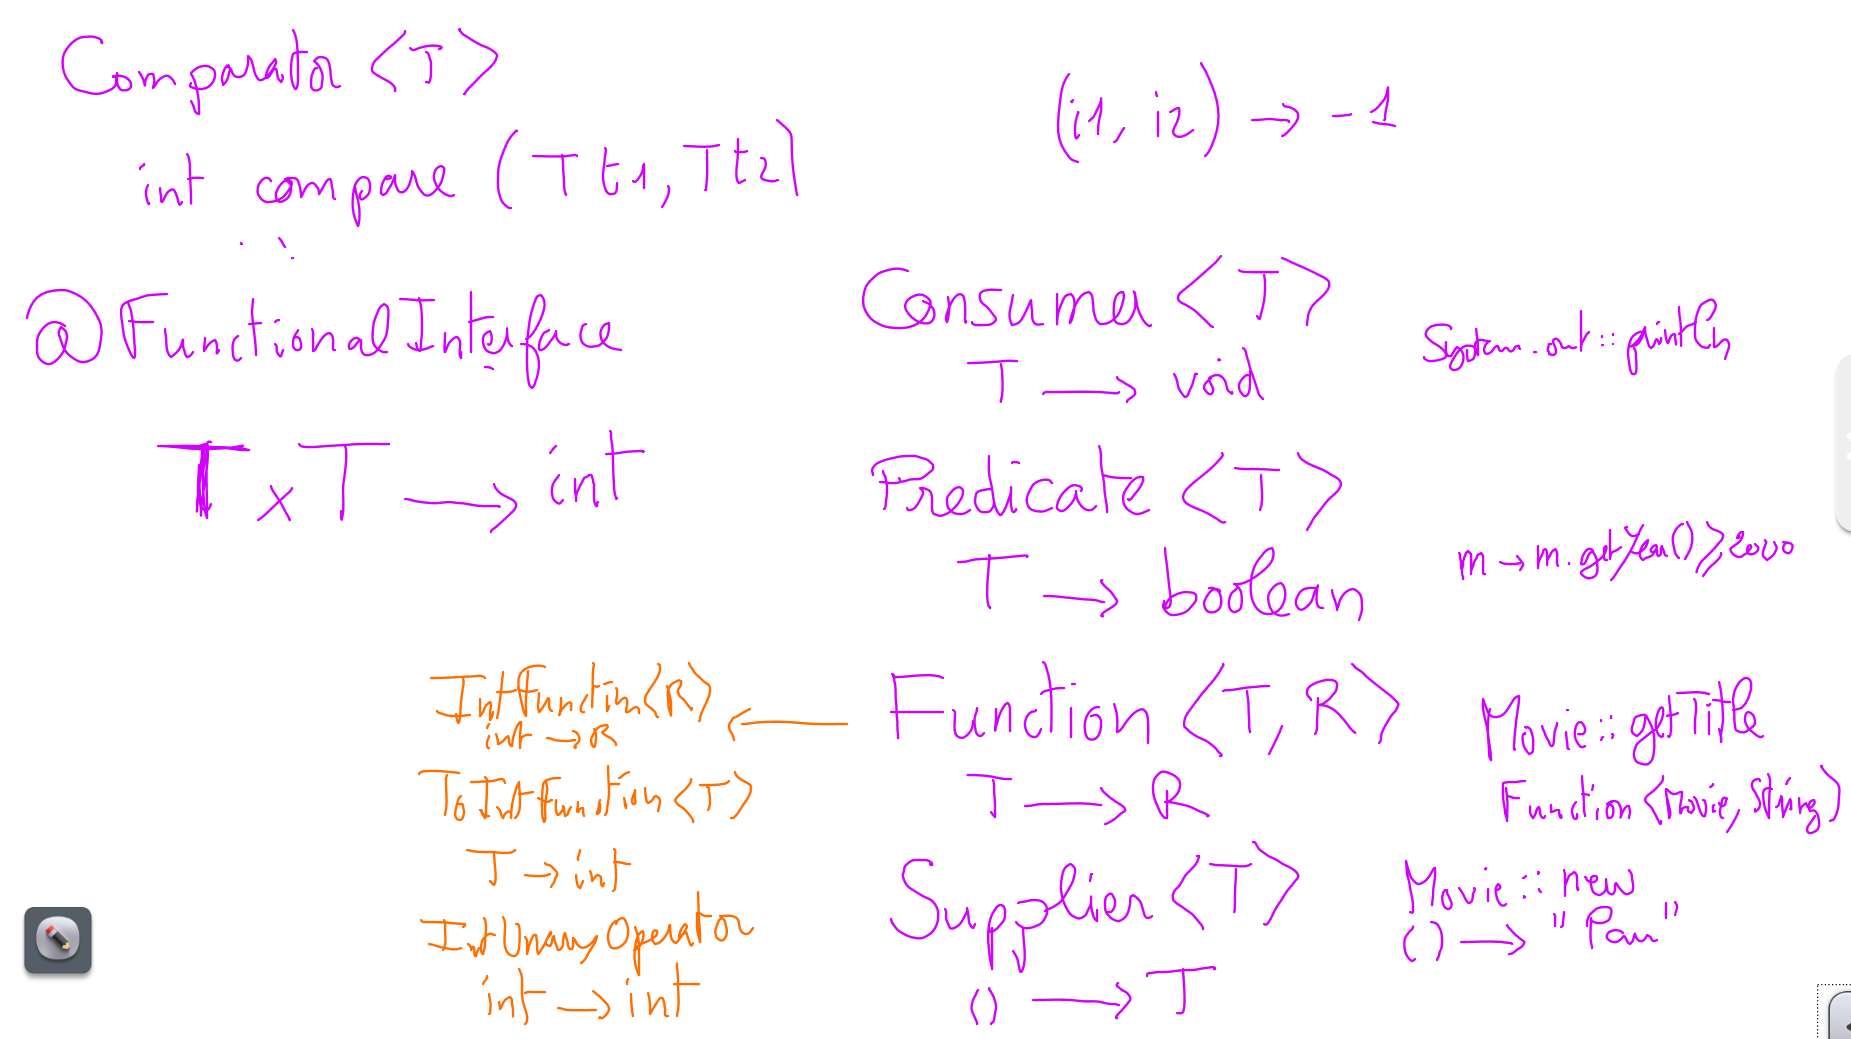 Comparator <T>
int compare (T t1, T t2)
@FunctionalInterface
T x T → int
(i1, i2) → -1
Consumer <T>
T → void
System.out::println
Predicate <T>
T → boolean
m → m.getYear() ≥ 2000
Function <T, R>
T → R
Movie::getTitle
Function <Movie, String>
← 
IntFunction<R>
int → R
ToIntFunction<T>
T → int
IntUnaryOperator
int → int
Supplier <T>
() → T
Movie::new
() → "Pau"